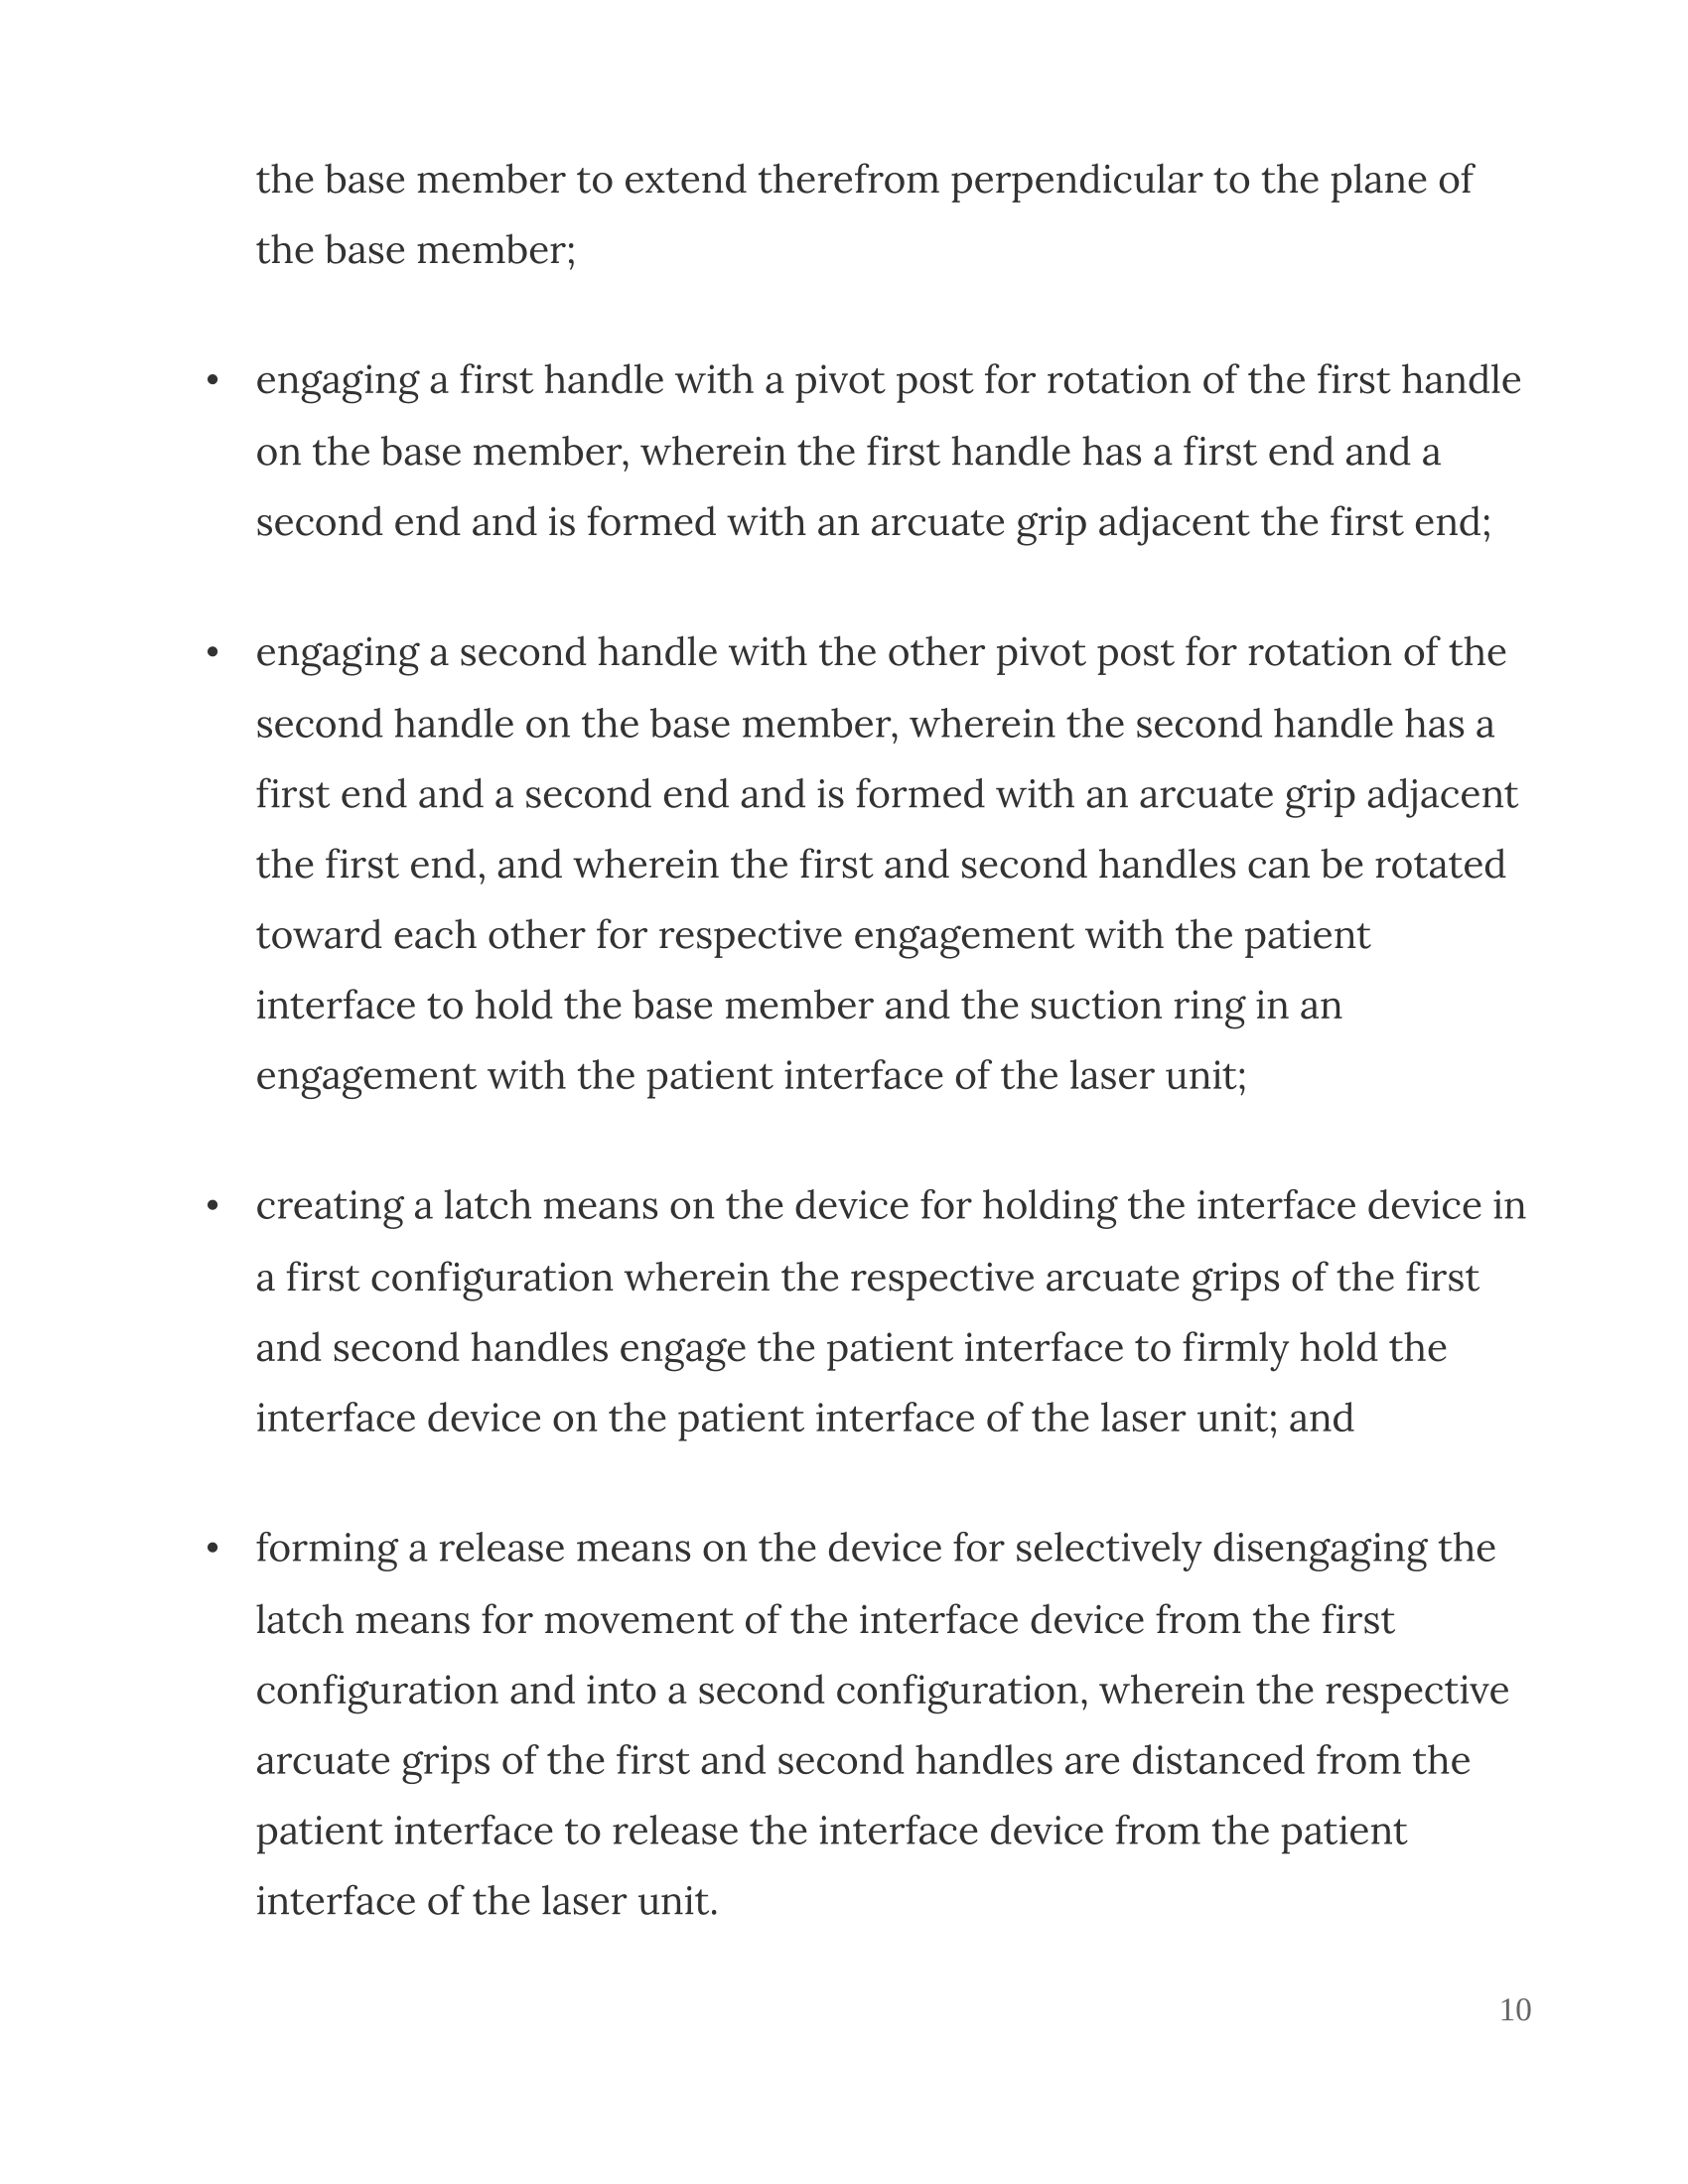 the base member to extend therefrom perpendicular to the plane of
the base member;
• engaging a first handle with a pivot post for rotation of the first handle
on the base member, wherein the first handle has a first end and a
second end and is formed with an arcuate grip adjacent the first end;
• engaging a second handle with the other pivot post for rotation of the
second handle on the base member, wherein the second handle has a
first end and a second end and is formed with an arcuate grip adjacent
the first end, and wherein the first and second handles can be rotated
toward each other for respective engagement with the patient
interface to hold the base member and the suction ring in an
engagement with the patient interface of the laser unit;
• creating a latch means on the device for holding the interface device in
a first configuration wherein the respective arcuate grips of the first
and second handles engage the patient interface to firmly hold the
interface device on the patient interface of the laser unit; and
• forming a release means on the device for selectively disengaging the
latch means for movement of the interface device from the first
configuration and into a second configuration, wherein the respective
arcuate grips of the first and second handles are distanced from the
patient interface to release the interface device from the patient
interface of the laser unit.
10